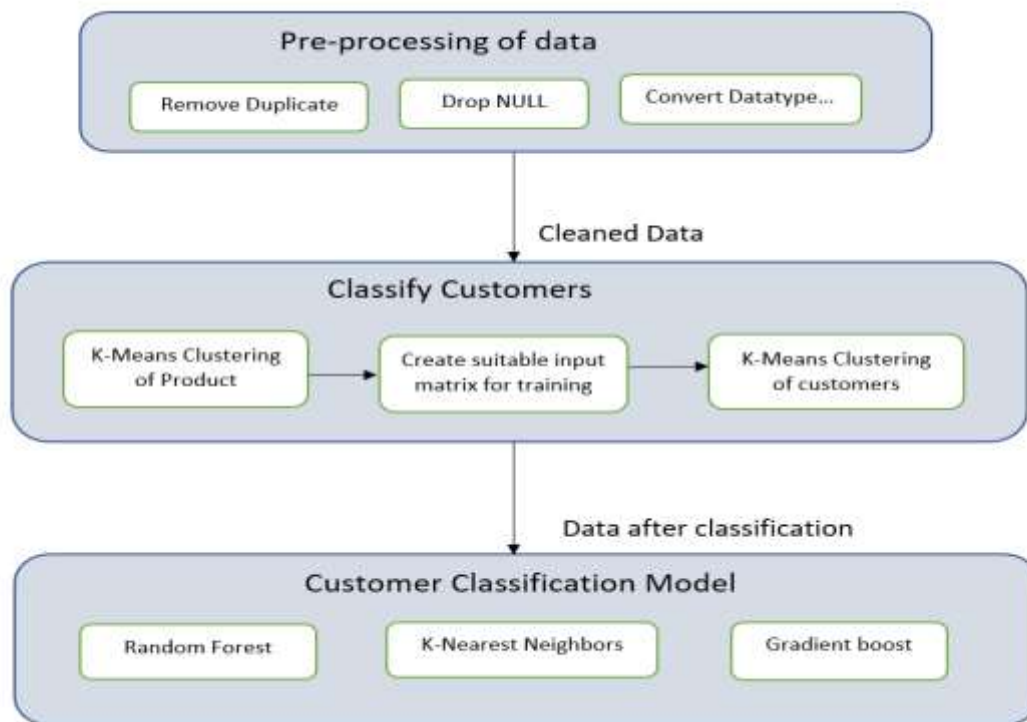 Pre-processing of data
Remove Duplicate
Drop NULL
Convert Datatype...
Cleaned Data
Classify Customers
K-Means Clustering
of Product
Create suitable input
matrix for training
K-Means Clustering
of customers
Data after classification
Customer Classification Model
Random Forest
K-Nearest Neighbors
Gradient boost